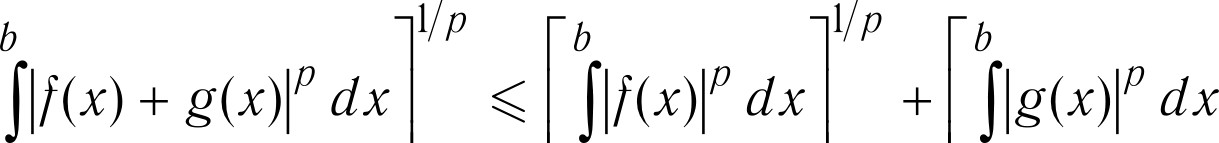 ∫^b |f(x) + g(x)|^p dx ⌉^1/p ⩽ ⌈ ∫^b |f(x)|^p dx ⌉^1/p + ⌈ ∫^b |g(x)|^p dx